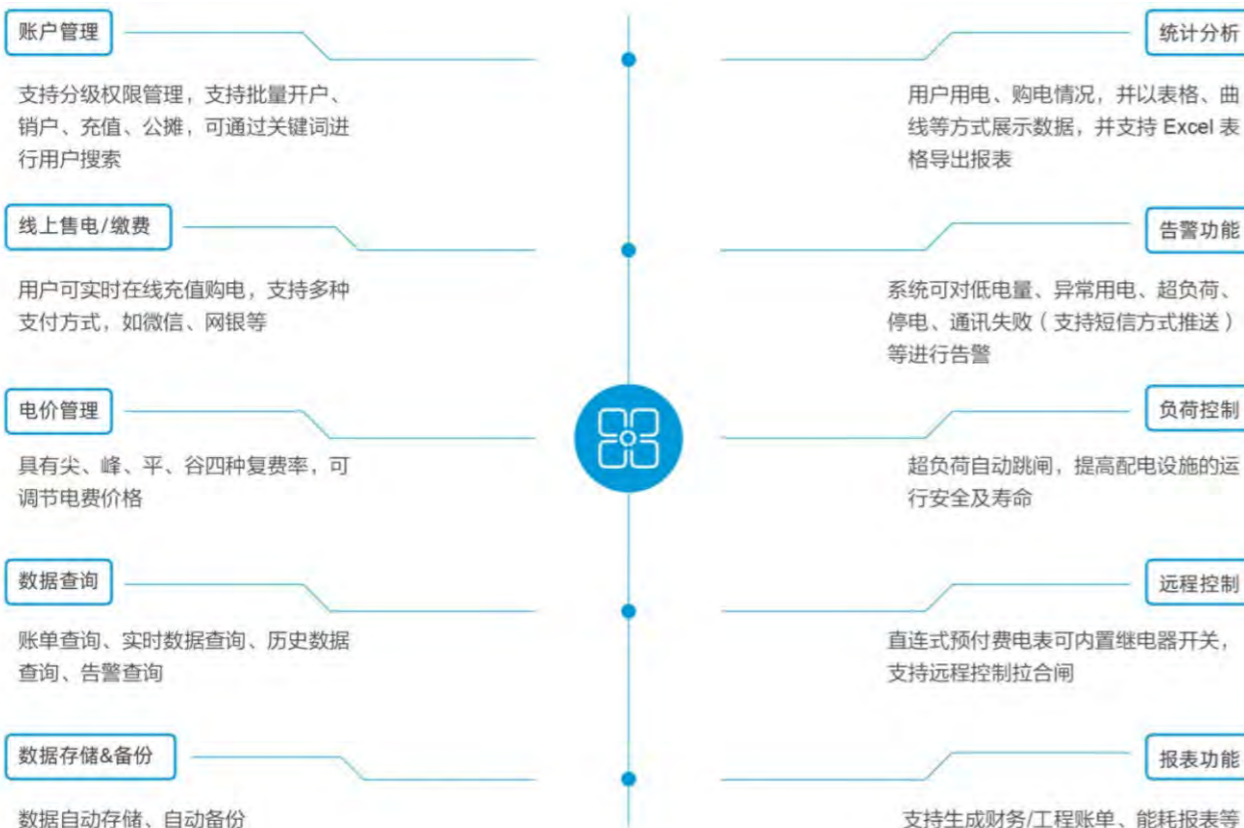 账户管理
支持分级权限管理，支持批量开户、
销户、充值、公摊，可通过关键词进
行用户搜索
线上售电/缴费
用户可实时在线充值购电，支持多种
支付方式，如微信、网银等
电价管理
具有尖、峰、平、谷四种复费率，可
调节电费价格
数据查询
账单查询、实时数据查询、历史数据
查询、告警查询
数据存储&备份
数据自动存储、自动备份
统计分析
用户用电、购电情况，并以表格、曲
线等方式展示数据，并支持 Excel 表
格导出报表
告警功能
系统可对低电量、异常用电、超负荷、
停电、通讯失败（支持短信方式推送）
等进行告警
负荷控制
超负荷自动跳闸，提高配电设施的运
行安全及寿命
远程控制
直连式预付费电表可内置继电器开关，
支持远程控制拉合闸
报表功能
支持生成财务/工程账单、能耗报表等